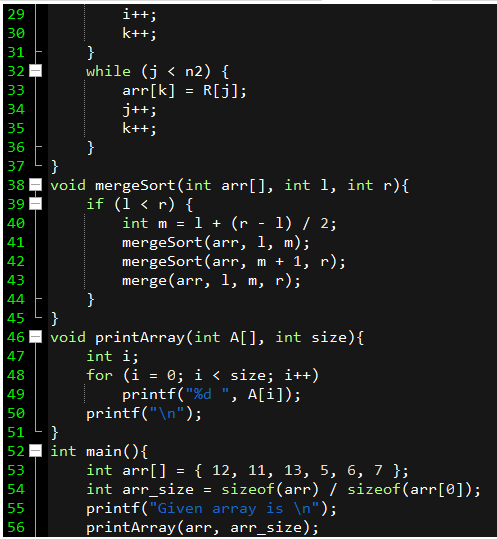 29 i++;
30 k++;
31 }
32 while (j < n2) {
33 arr[k] = R[j];
34 j++;
35 k++;
36 }
37 }
38 void mergeSort(int arr[], int l, int r){
39 if (l < r) {
40 int m = l + (r - l) / 2;
41 mergeSort(arr, l, m);
42 mergeSort(arr, m + 1, r);
43 merge(arr, l, m, r);
44 }
45 }
46 void printArray(int A[], int size){
47 int i;
48 for (i = 0; i < size; i++)
49 printf("%d ", A[i]);
50 printf("\n");
51 }
52 int main(){
53 int arr[] = { 12, 11, 13, 5, 6, 7 };
54 int arr_size = sizeof(arr) / sizeof(arr[0]);
55 printf("Given array is \n");
56 printArray(arr, arr_size);